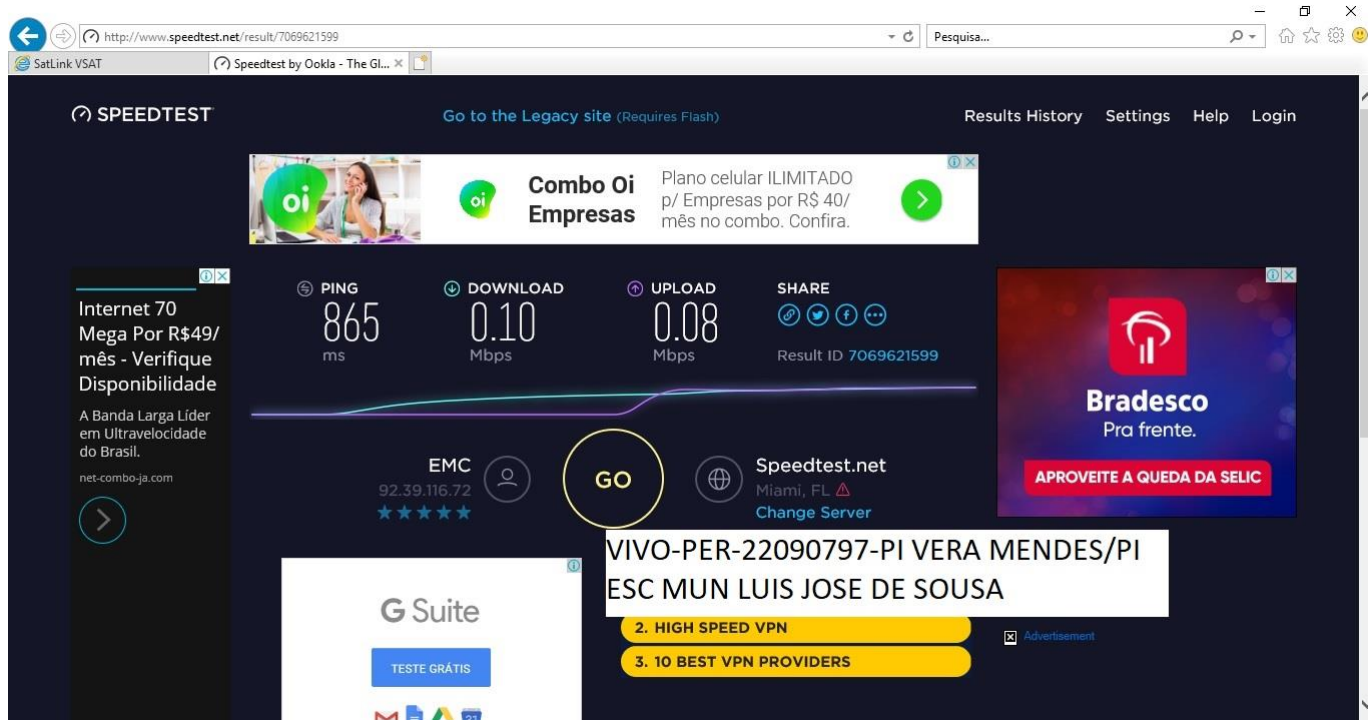 http://www.speedtest.net/result/7069621599
Pesquisa...
SatLink VSAT
Speedtest by Ookla - The Gl...
SPEEDTEST
Go to the Legacy site (Requires Flash)
Results History Settings Help Login
oi
oi
Combo Oi
Empresas
Plano celular ILIMITADO
p/ Empresas por R$ 40/
mês no combo. Confira.
Internet 70
Mega Por R$49/
mês - Verifique
Disponibilidade
A Banda Larga Líder
em Ultravelocidade
do Brasil.
net-combo-ja.com
PING
865
ms
DOWNLOAD
0.10
Mbps
UPLOAD
0.08
Mbps
SHARE
Result ID 7069621599
EMC
92.39.116.72
GO
Speedtest.net
Miami, FL
Change Server
Bradesco
Pra frente.
APROVEITE A QUEDA DA SELIC
VIVO-PER-22090797-PI VERA MENDES/PI
ESC MUN LUIS JOSE DE SOUSA
G Suite
TESTE GRÁTIS
31
2. HIGH SPEED VPN
3. 10 BEST VPN PROVIDERS
Advertisement